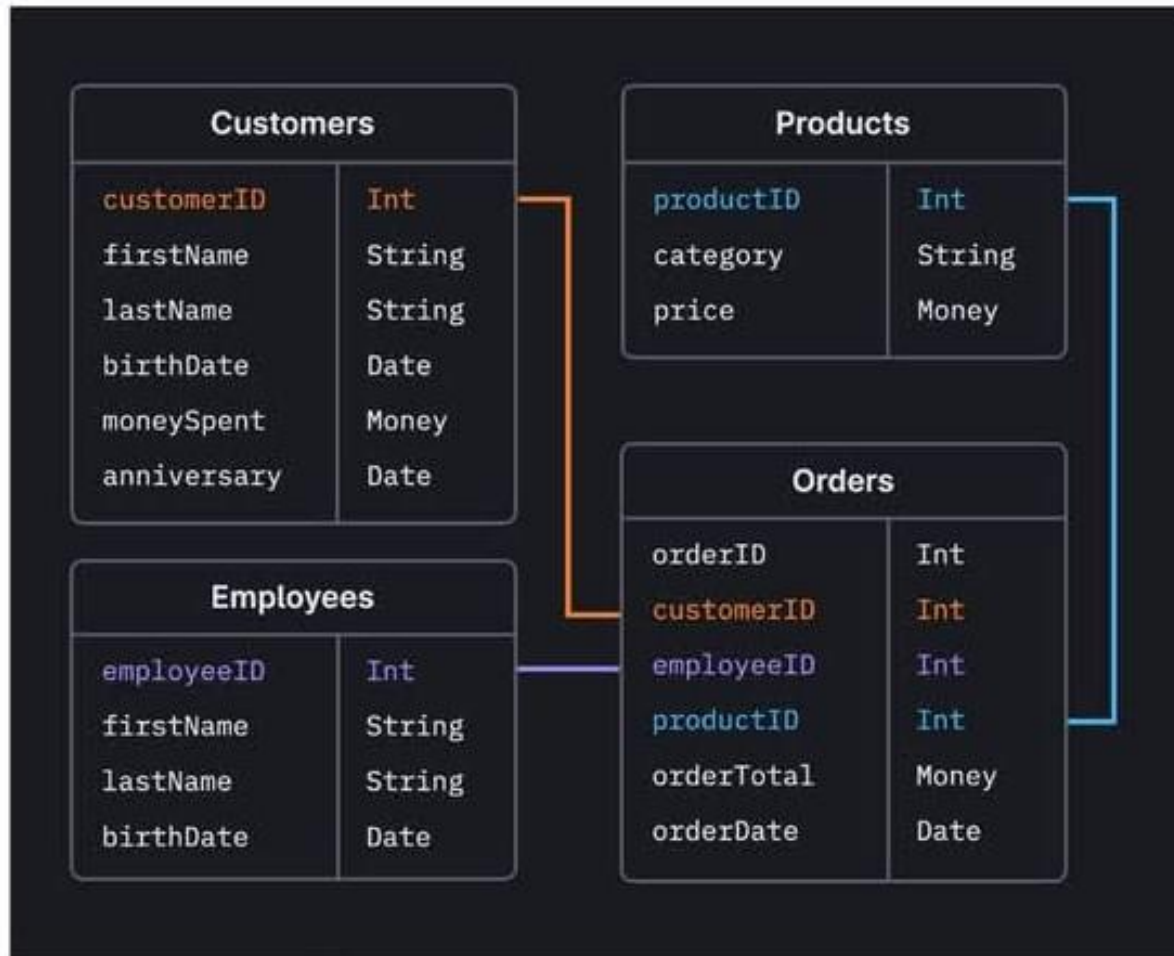 Customers
customerID Int
firstName String
lastName String
birthDate Date
moneySpent Money
anniversary Date
Products
productID Int
category String
price Money
Employees
employeeID Int
firstName String
lastName String
birthDate Date
Orders
orderID Int
customerID Int
employeeID Int
productID Int
orderTotal Money
orderDate Date